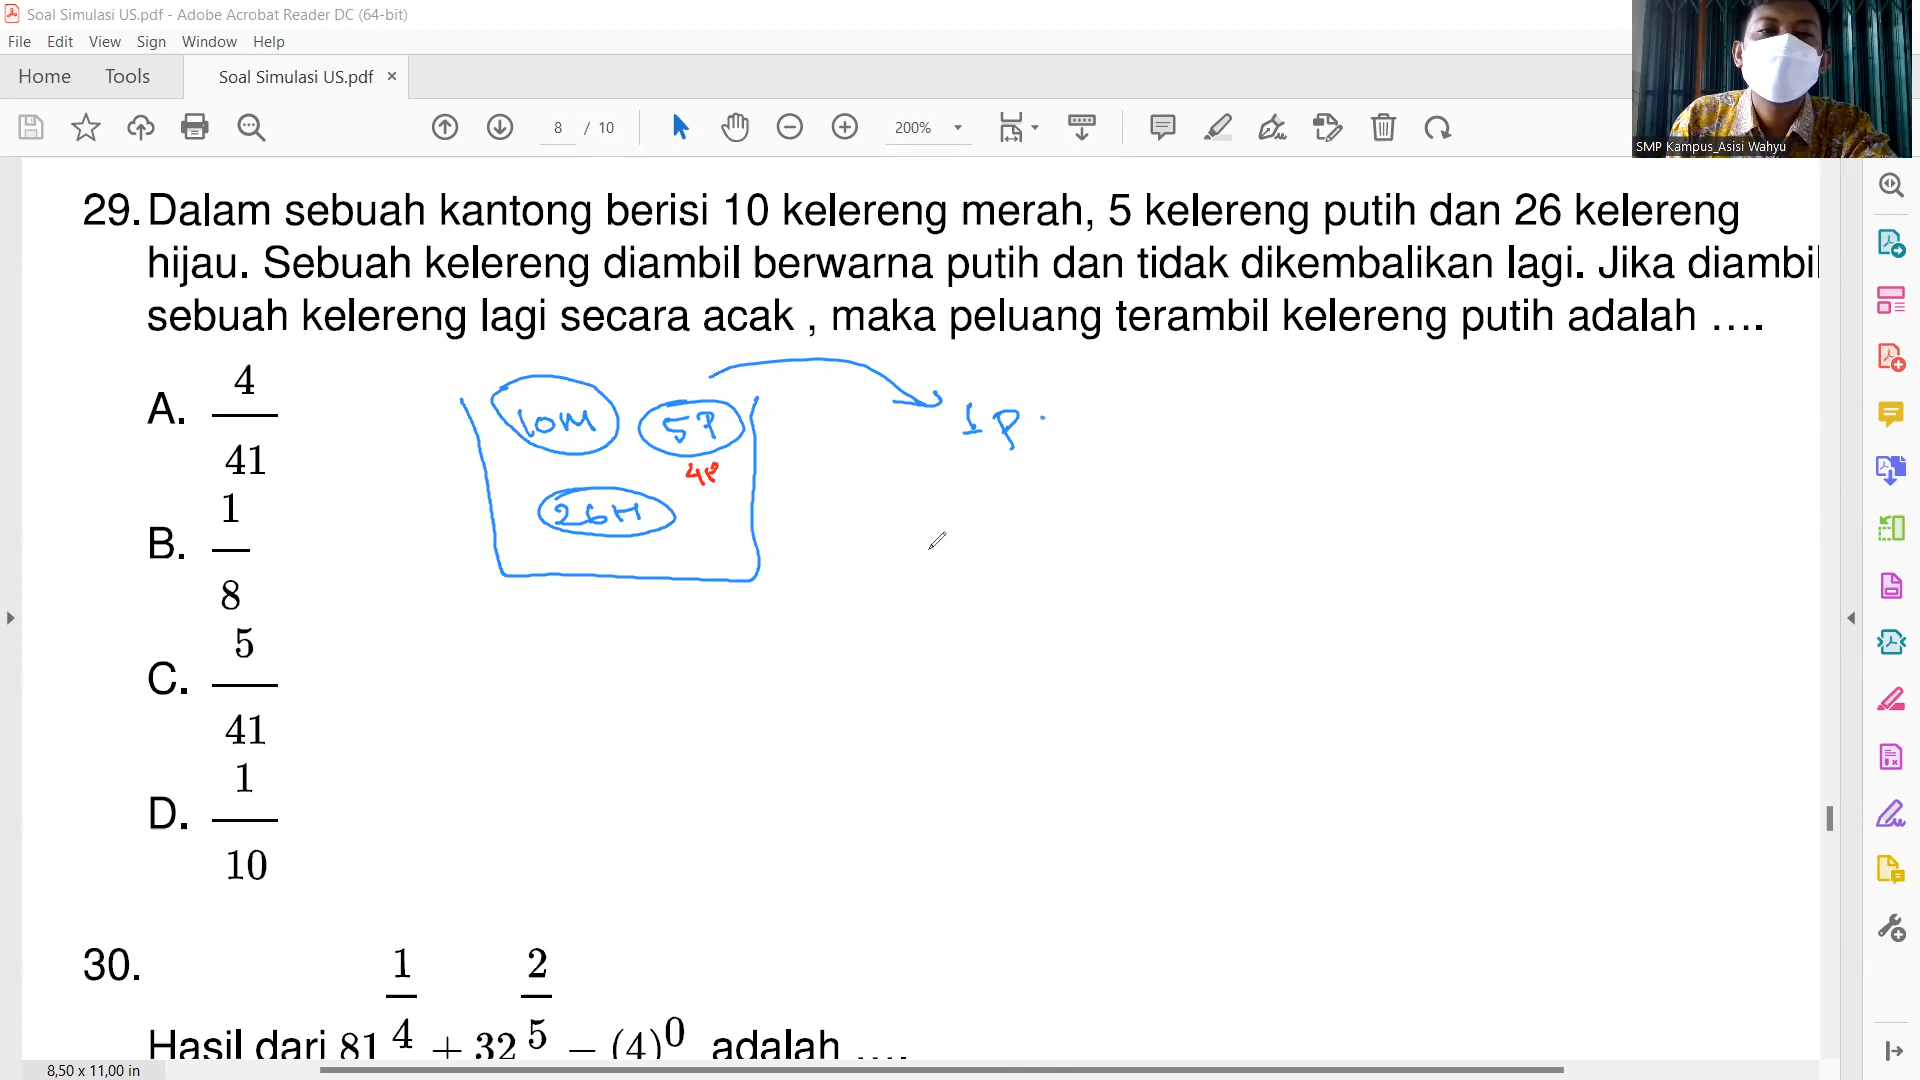 Soal Simulasi US.pdf - Adobe Acrobat Reader DC (64-bit)
File Edit View Sign Window Help
Home Tools Soal Simulasi US.pdf ×
8 / 10 200%
SMP Kampus_Asisi Wahyu
29. Dalam sebuah kantong berisi 10 kelereng merah, 5 kelereng putih dan 26 kelereng
hijau. Sebuah kelereng diambil berwarna putih dan tidak dikembalikan lagi. Jika diambil
sebuah kelereng lagi secara acak , maka peluang terambil kelereng putih adalah ....
A. 4/41
B. 1/8
C. 5/41
D. 1/10
10M 5P 1 P
4P
26H
30.
Hasil dari 81^(1/4) + 32^(2/5) − (4)^0 adalah ....
8,50 x 11,00 in